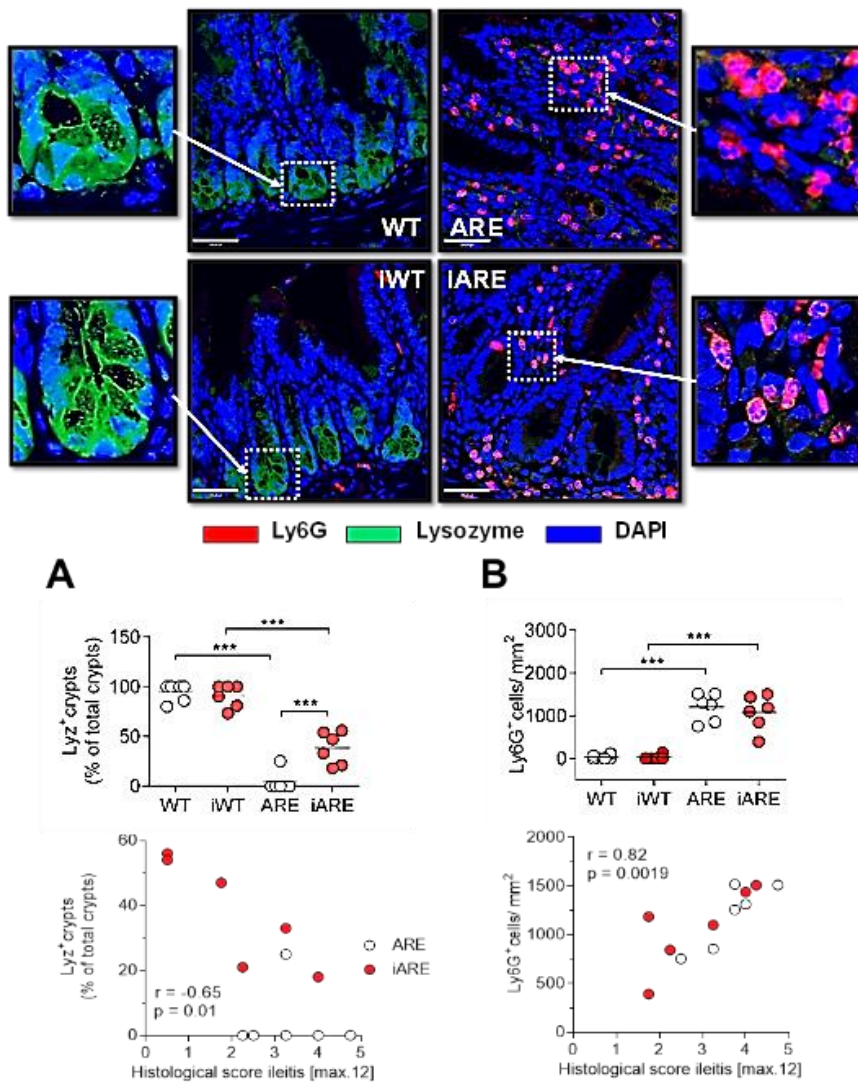 WT
ARE
iWT
iARE
Ly6G Lysozyme DAPI
A
Lyz⁺crypts
(% of total crypts)
150
100
50
0
***
***
***
WT iWT ARE iARE
Lyz⁺crypts
(% of total crypts)
60
40
20
0
r = -0.65
p = 0.01
ARE
iARE
0 1 2 3 4 5
Histological score ileitis [max.12]
B
Ly6G⁺cells/ mm²
3000
2000
1000
0
***
***
WT iWT ARE iARE
Ly6G⁺cells/ mm²
2000
1500
1000
500
0
r = 0.82
p = 0.0019
0 1 2 3 4 5
Histological score ileitis [max.12]